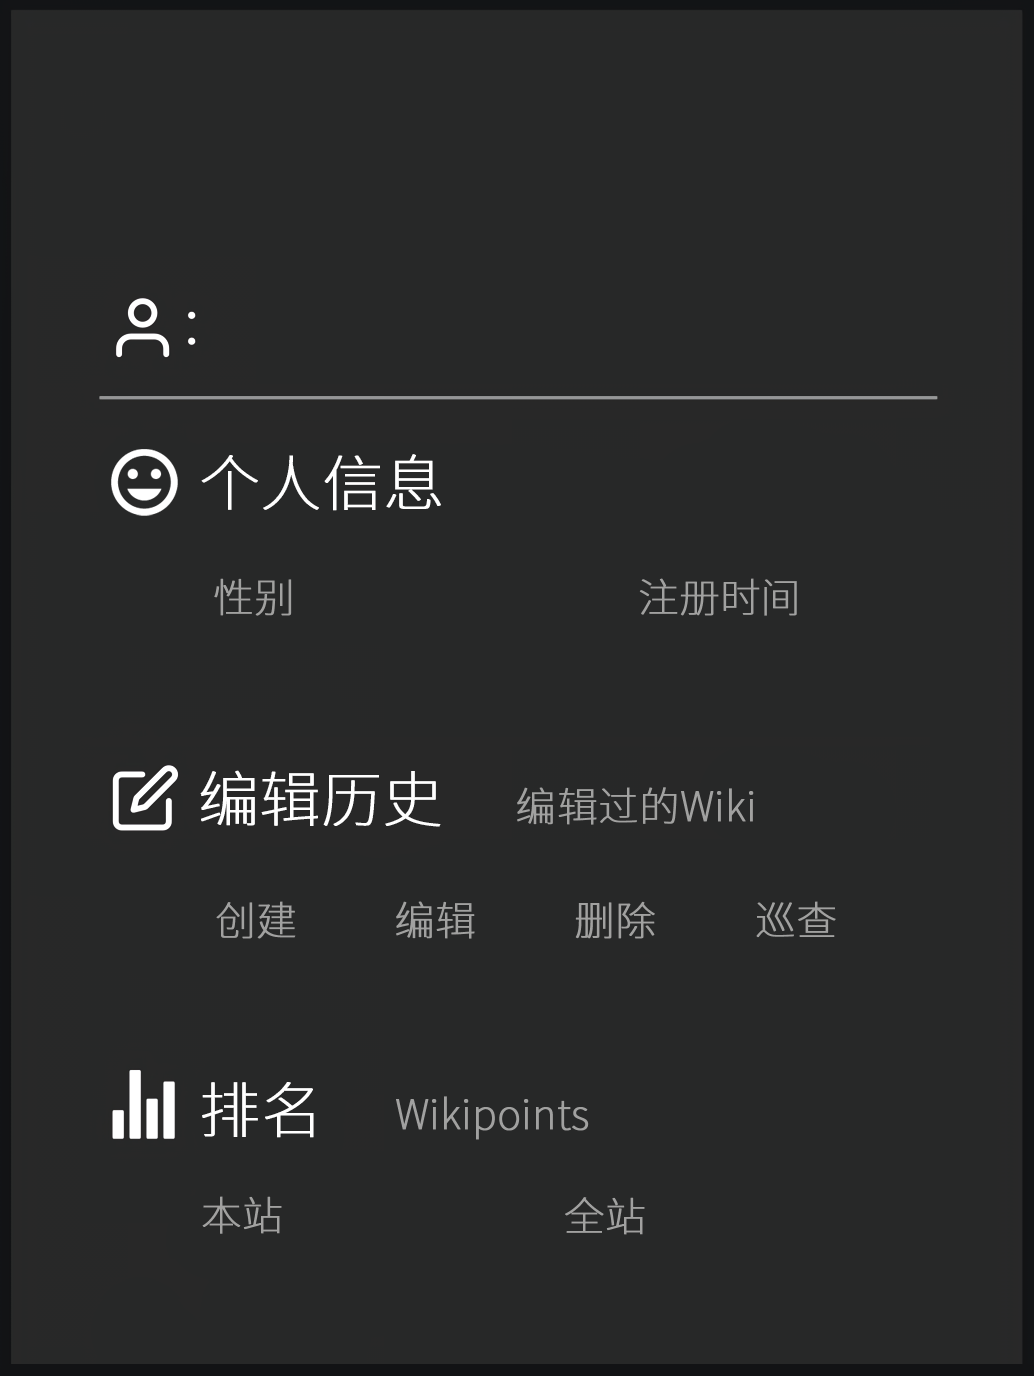 :
个人信息
性别 注册时间
编辑历史 编辑过的Wiki
创建 编辑 删除 巡查
排名 Wikipoints
本站 全站